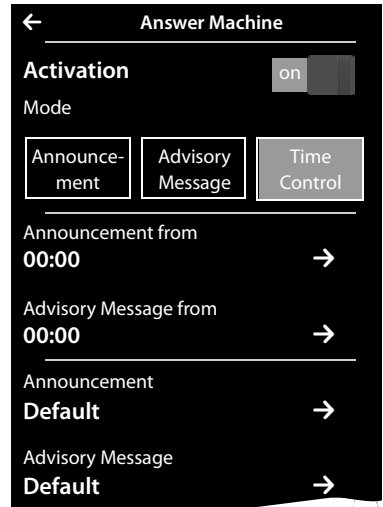 Answer Machine
Activation
on
Mode
Announce-
ment
Advisory
Message
Time
Control
Announcement from
00:00
Advisory Message from
00:00
Announcement
Default
Advisory Message
Default